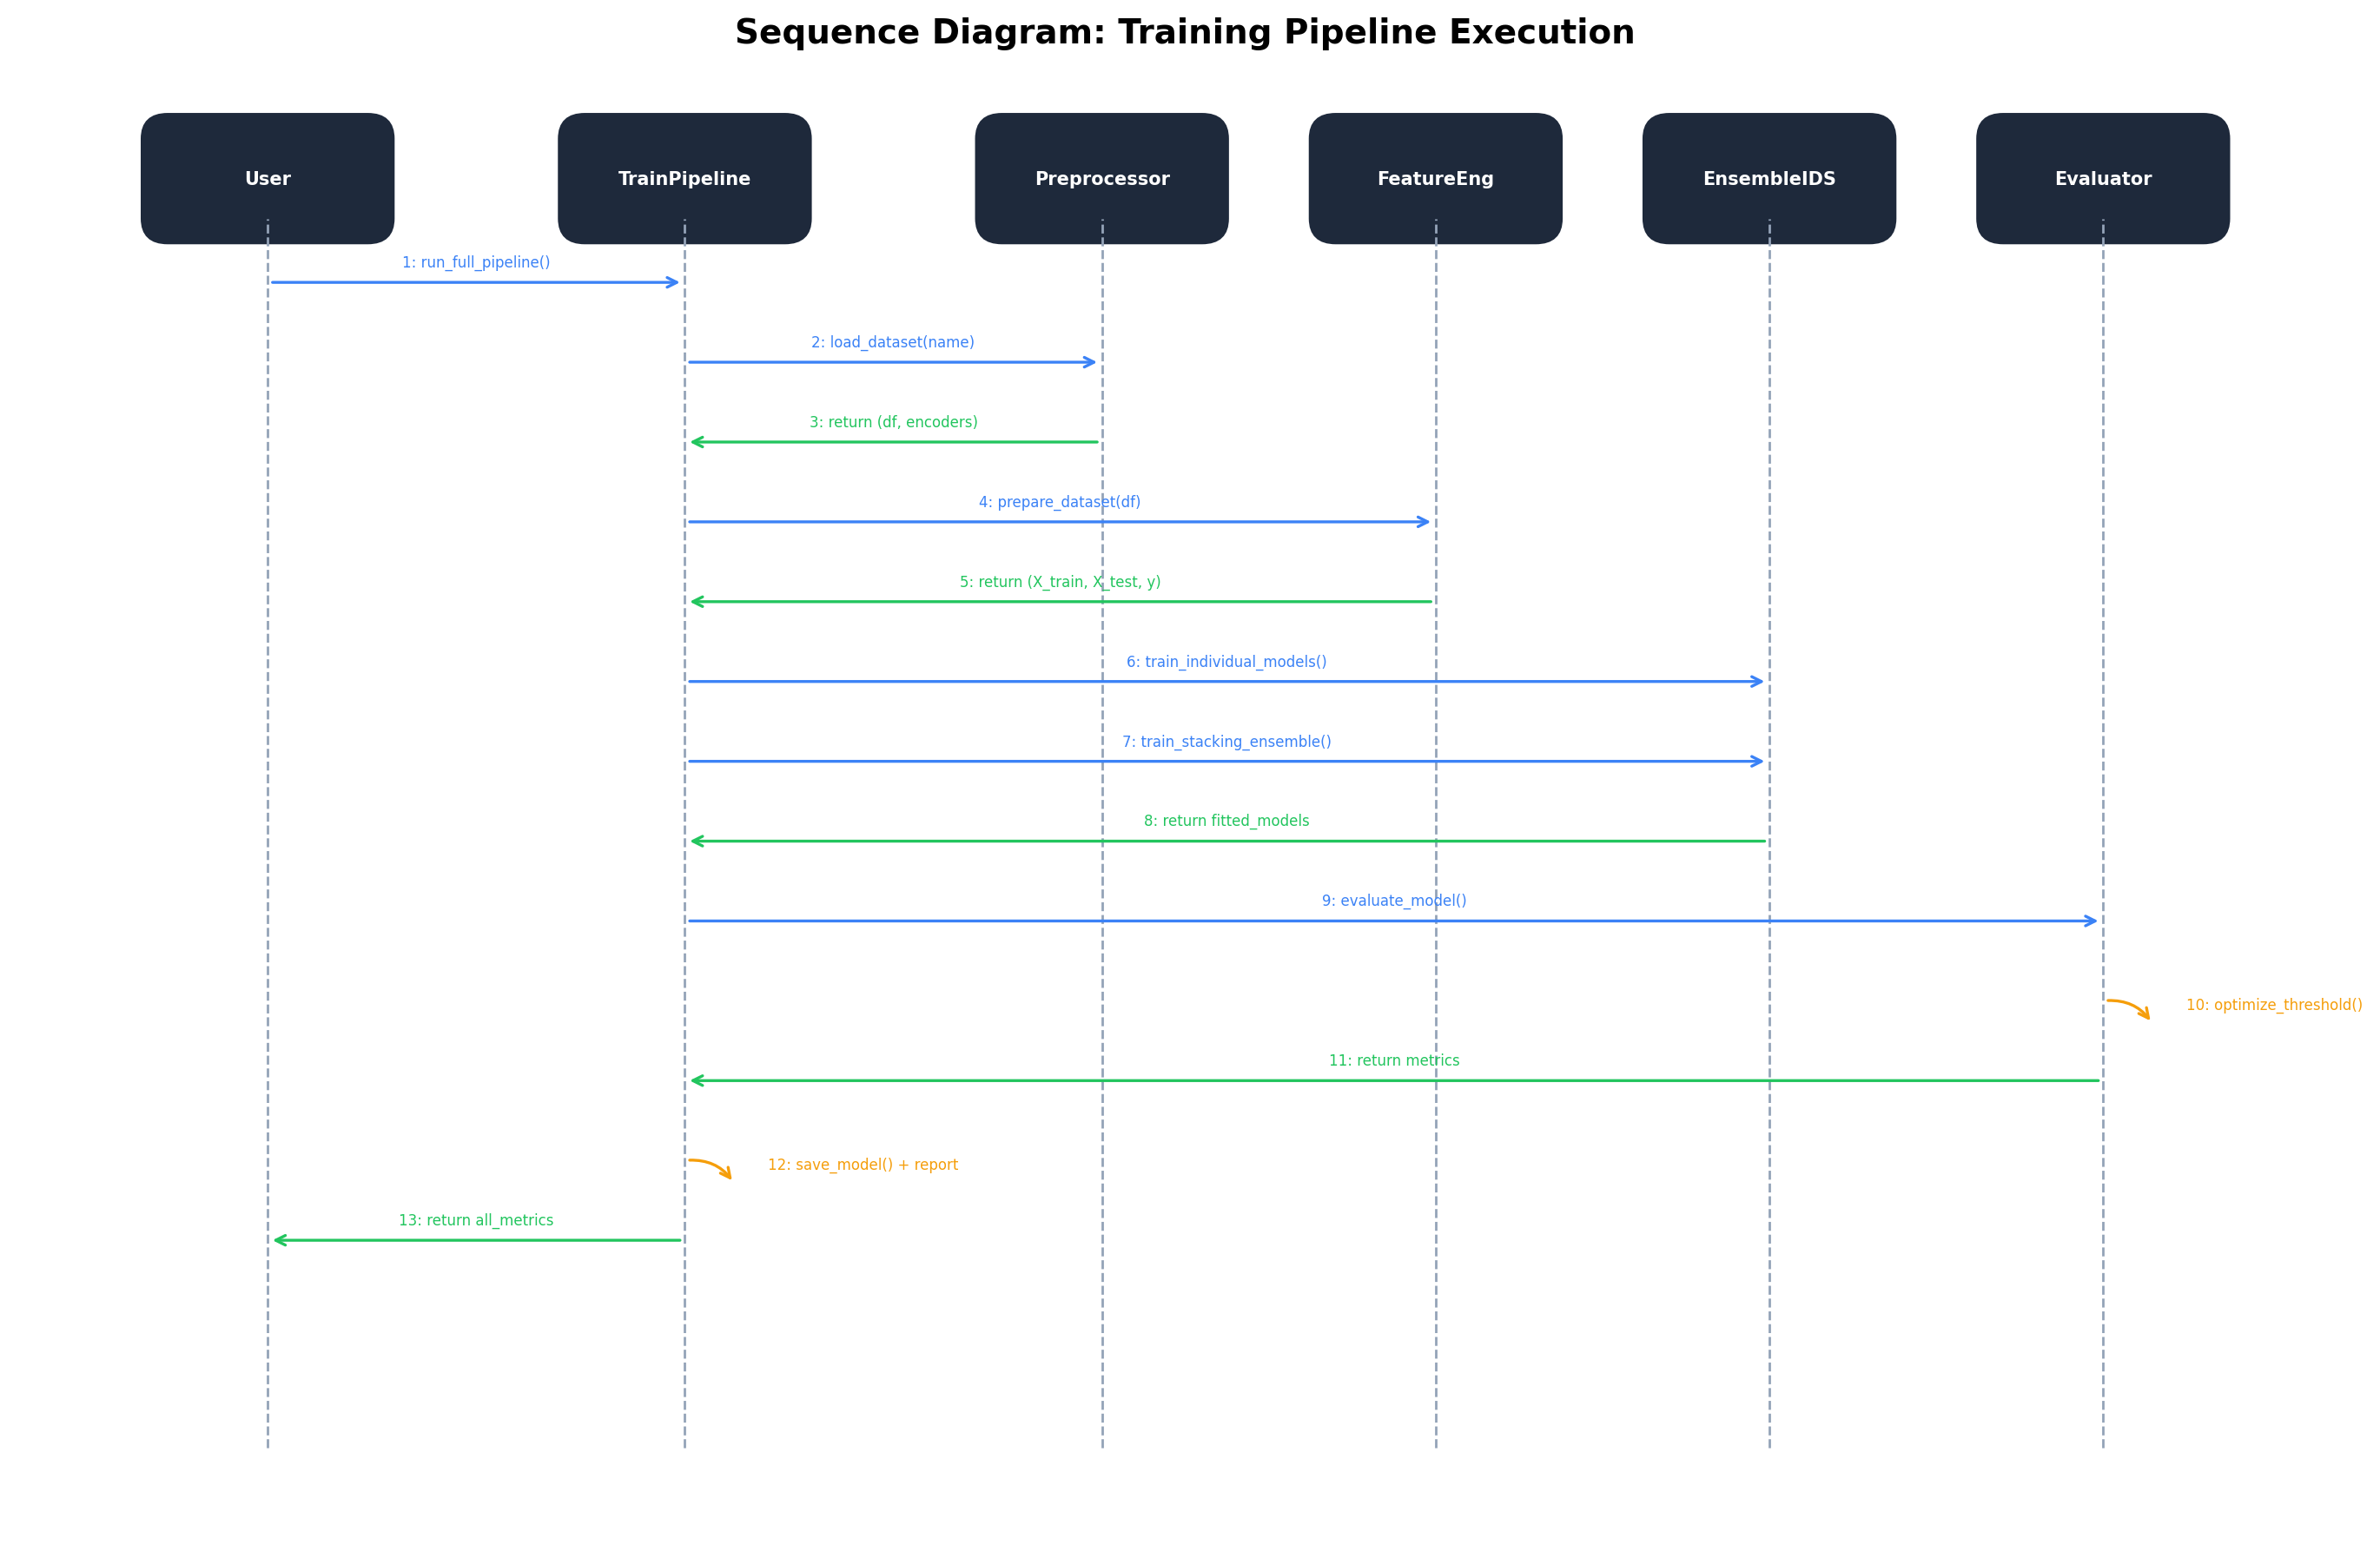 Sequence Diagram: Training Pipeline Execution
User
TrainPipeline
Preprocessor
FeatureEng
EnsembleIDS
Evaluator
1: run_full_pipeline()
2: load_dataset(name)
3: return (df, encoders)
4: prepare_dataset(df)
5: return (X_train, X_test, y)
6: train_individual_models()
7: train_stacking_ensemble()
8: return fitted_models
9: evaluate_model()
10: optimize_threshold()
11: return metrics
12: save_model() + report
13: return all_metrics